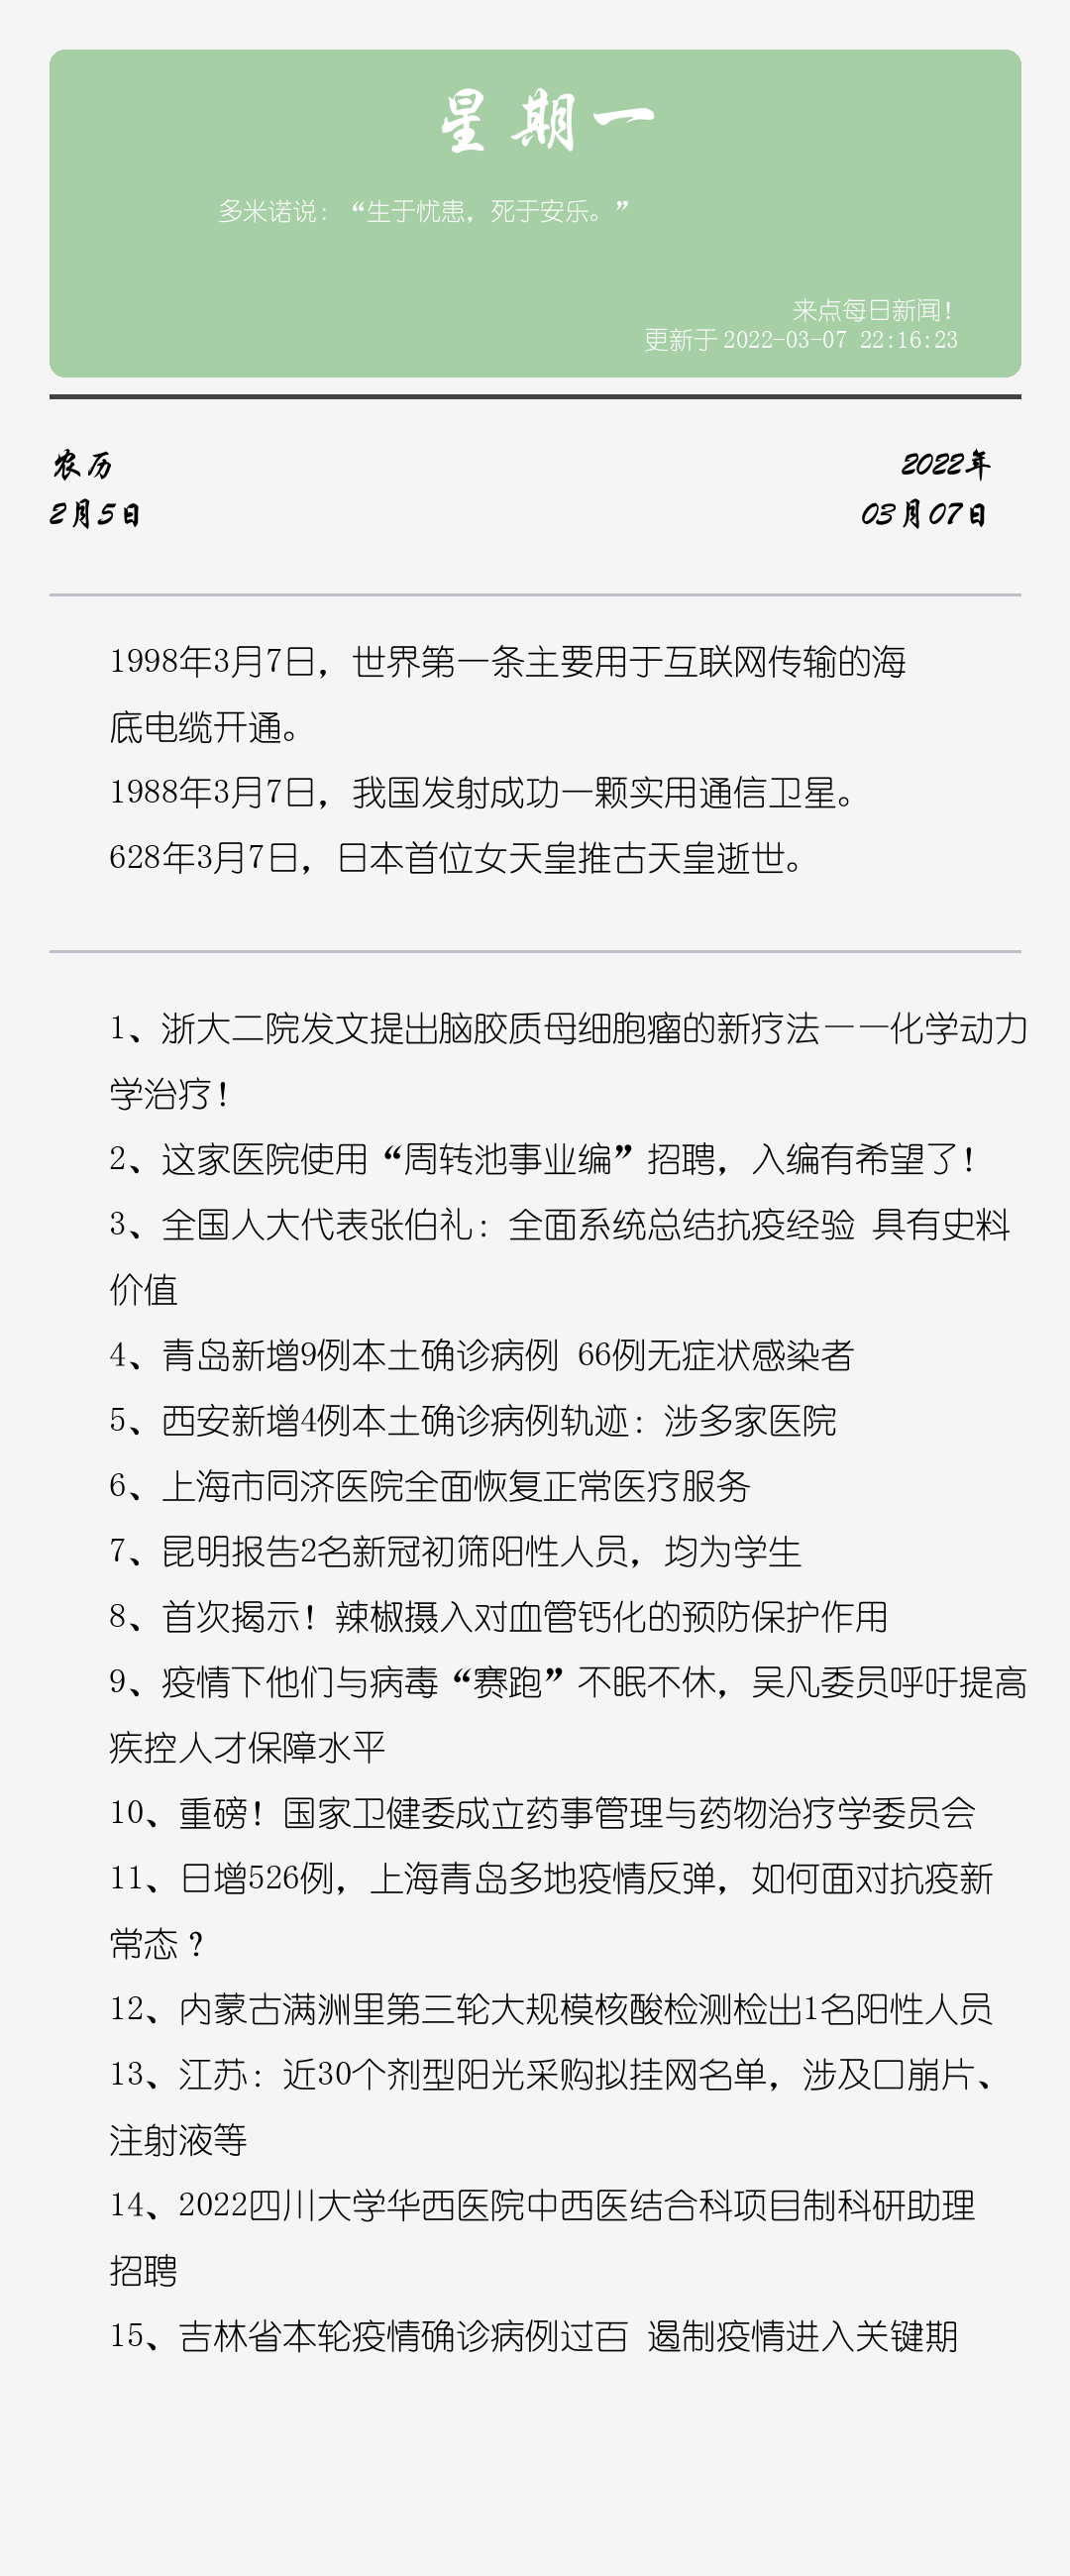 星期一
多米诺说：“生于忧患，死于安乐。”
来点每日新闻！
更新于 2022-03-07 22:16:23
农历
2022年
2月5日
03月07日
1998年3月7日，世界第一条主要用于互联网传输的海
底电缆开通。
1988年3月7日，我国发射成功一颗实用通信卫星。
628年3月7日，日本首位女天皇推古天皇逝世。
1、浙大二院发文提出脑胶质母细胞瘤的新疗法——化学动力
学治疗！
2、这家医院使用“周转池事业编”招聘，入编有希望了！
3、全国人大代表张伯礼：全面系统总结抗疫经验 具有史料
价值
4、青岛新增9例本土确诊病例 66例无症状感染者
5、西安新增4例本土确诊病例轨迹：涉多家医院
6、上海市同济医院全面恢复正常医疗服务
7、昆明报告2名新冠初筛阳性人员，均为学生
8、首次揭示！辣椒摄入对血管钙化的预防保护作用
9、疫情下他们与病毒“赛跑”不眠不休，吴凡委员呼吁提高
疾控人才保障水平
10、重磅！国家卫健委成立药事管理与药物治疗学委员会
11、日增526例，上海青岛多地疫情反弹，如何面对抗疫新
常态？
12、内蒙古满洲里第三轮大规模核酸检测检出1名阳性人员
13、江苏：近30个剂型阳光采购拟挂网名单，涉及口崩片、
注射液等
14、2022四川大学华西医院中西医结合科项目制科研助理
招聘
15、吉林省本轮疫情确诊病例过百 遏制疫情进入关键期